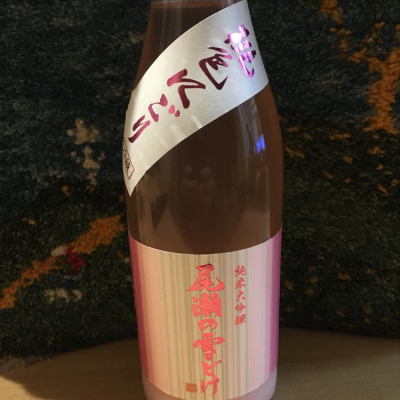 桃色にごり
純米大吟醸
尾瀬の雪どけ